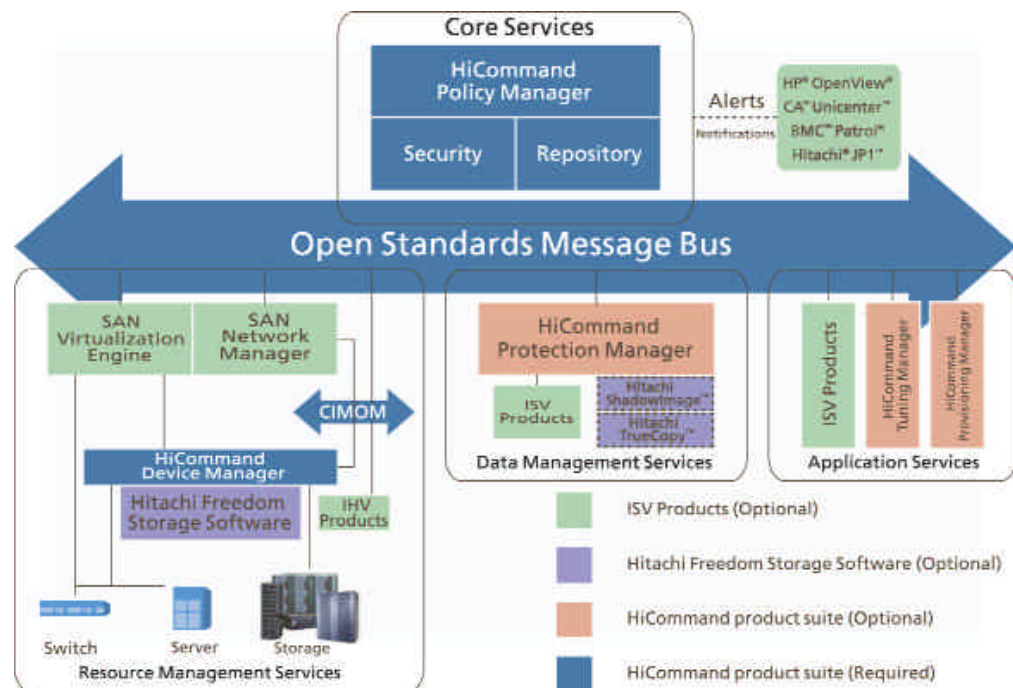 Core Services
HiCommand
Policy Manager
Security
Repository
Alerts
Notifications
HP® OpenView®
CA™ Unicenter™
BMC™ Patrol®
Hitachi® JP1™
Open Standards Message Bus
SAN
Virtualization
Engine
SAN
Network
Manager
CIMOM
HiCommand
Device Manager
Hitachi Freedom
Storage Software
IHV
Products
Switch
Server
Storage
Resource Management Services
HiCommand
Protection Manager
ISV
Products
Hitachi
ShadowImage™
Hitachi
TrueCopy™
Data Management Services
ISV Products
HiCommand
Tuning Manager
HiCommand
Provisioning Manager
Application Services
ISV Products (Optional)
Hitachi Freedom Storage Software (Optional)
HiCommand product suite (Optional)
HiCommand product suite (Required)